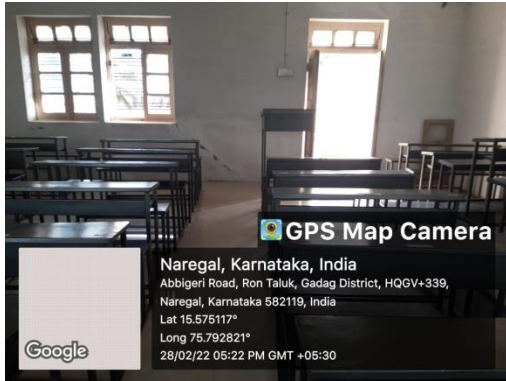 GPS Map Camera
Naregal, Karnataka, India
Abbigeri Road, Ron Taluk, Gadag District, HQGV+339,
Naregal, Karnataka 582119, India
Lat 15.575117°
Long 75.792821°
28/02/22 05:22 PM GMT +05:30
Google